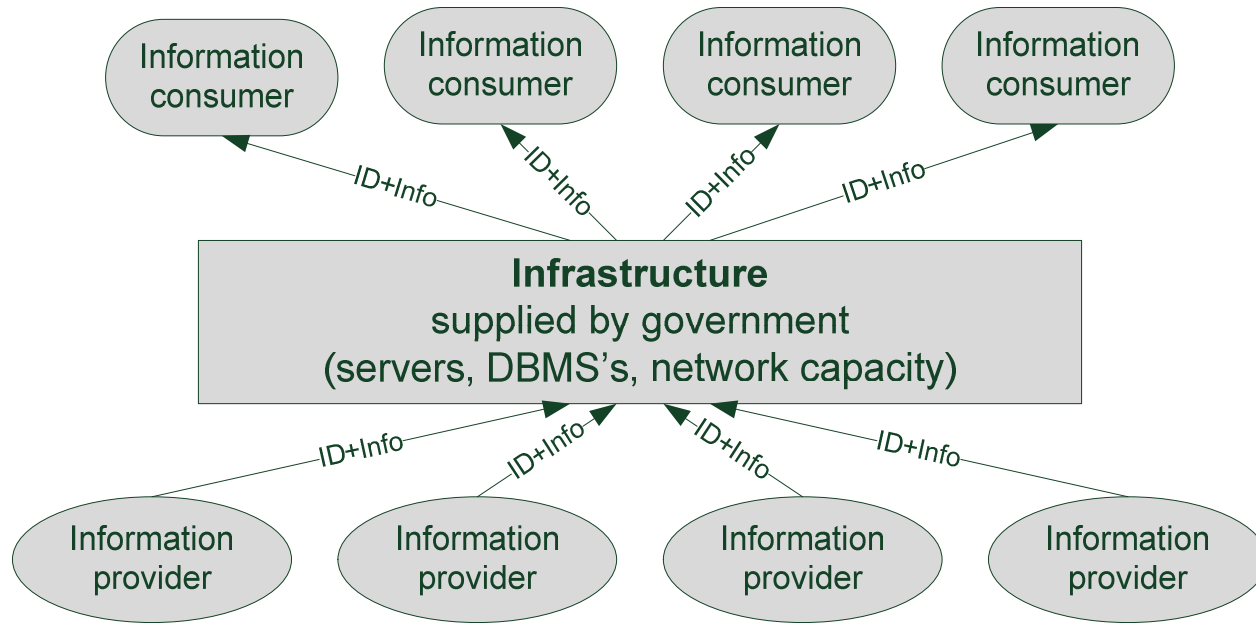 Information
consumer
Information
consumer
Information
consumer
Information
consumer
ID+Info
ID+Info
ID+Info
ID+Info
Infrastructure
supplied by government
(servers, DBMS’s, network capacity)
ID+Info
ID+Info
ID+Info
ID+Info
Information
provider
Information
provider
Information
provider
Information
provider